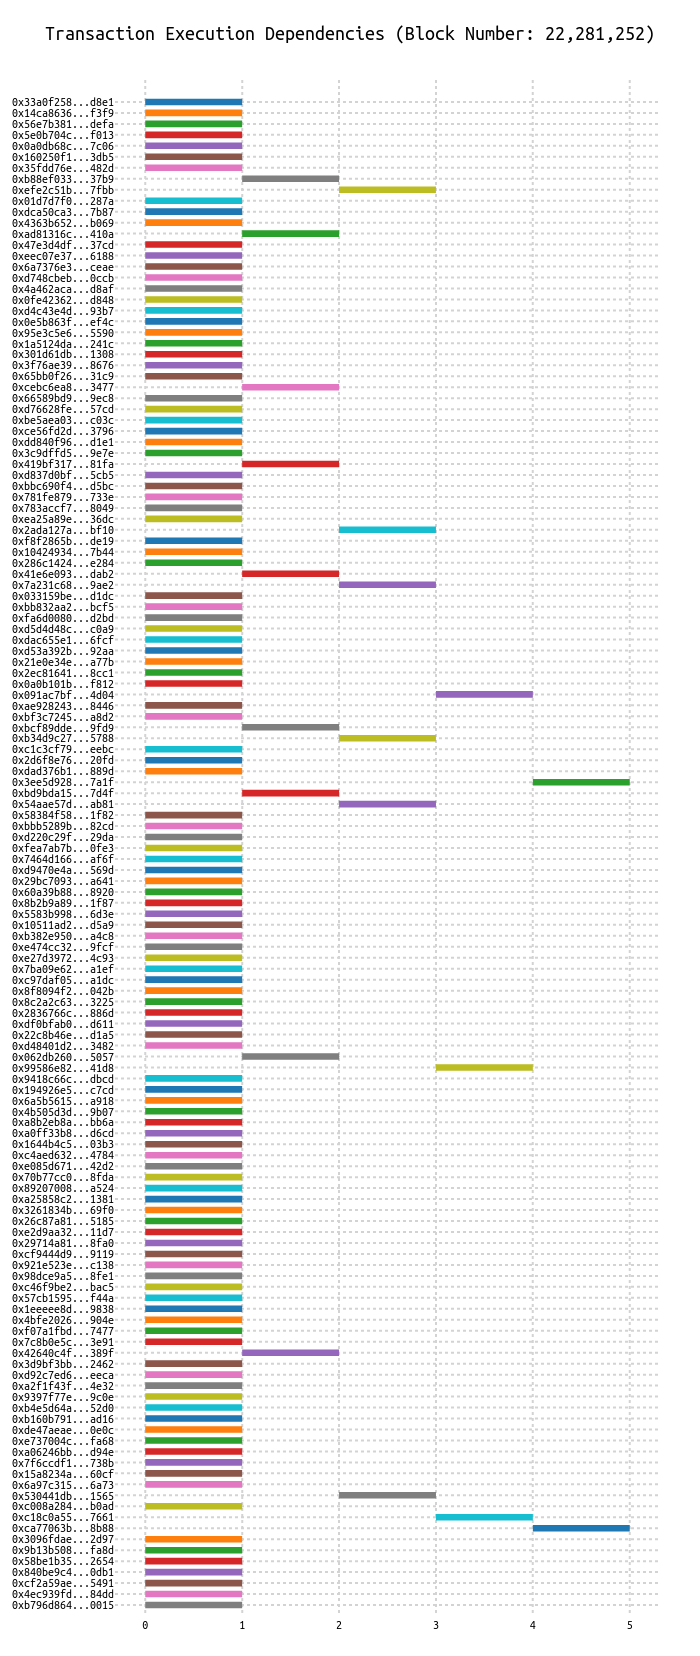 Transaction Execution Dependencies (Block Number: 22,281,252)
0x33a0f258...d8e1
0x14ca8636...f3f9
0x56e7b381...defa
0x5e0b704c...f013
0x0a0db68c...7c06
0x160250f1...3db5
0x35fdd76e...482d
0xb88ef033...37b9
0xefe2c51b...7fbb
0x01d7d7f0...287a
0xdca50ca3...7b87
0x4363b652...b069
0xad81316c...410a
0x47e3d4df...37cd
0xeec07e37...6188
0x6a7376e3...ceae
0xd748cbeb...0ccb
0x4a462aca...d8af
0x0fe42362...d848
0xd4c43e4d...93b7
0x0e5b863f...ef4c
0x95e3c5e6...5590
0x1a5124da...241c
0x301d61db...1308
0x3f76ae39...8676
0x65bb0f26...31c9
0xcebc6ea8...3477
0x66589bd9...9ec8
0xd76628fe...57cd
0xbe5aea03...c03c
0xce56fd2d...3796
0xdd840f96...d1e1
0x3c9dffd5...9e7e
0x419bf317...81fa
0xd837d0bf...5cb5
0xbbc690f4...d5bc
0x781fe879...733e
0x783accf7...8049
0xea25a89e...36dc
0x2ada127a...bf10
0xf8f2865b...de19
0x10424934...7b44
0x286c1424...e284
0x41e6e093...dab2
0x7a231c68...9ae2
0x033159be...d1dc
0xbb832aa2...bcf5
0xfa6d0080...d2bd
0xd5d4d48c...c0a9
0xdac655e1...6fcf
0xd53a392b...92aa
0x21e0e34e...a77b
0x2ec81641...8cc1
0x0a0b101b...f812
0x091ac7bf...4d04
0xae928243...8446
0xbf3c7245...a8d2
0xbcf89dde...9fd9
0xb34d9c27...5788
0xc1c3cf79...eebc
0x2d6f8e76...20fd
0xdad376b1...889d
0x3ee5d928...7a1f
0xbd9bda15...7d4f
0x54aae57d...ab81
0x58384f58...1f82
0xbbb5289b...82cd
0xd220c29f...29da
0xfea7ab7b...0fe3
0x7464d166...af6f
0xd9470e4a...569d
0x29bc7093...a641
0x60a39b88...8920
0x8b2b9a89...1f87
0x5583b998...6d3e
0x10511ad2...d5a9
0xb382e950...a4c8
0xe474cc32...9fcf
0xe27d3972...4c93
0x7ba09e62...a1ef
0xc97daf05...a1dc
0x8f8094f2...042b
0x8c2a2c63...3225
0x2836766c...886d
0xdf0bfab0...d611
0x22c8b46e...d1a5
0xd48401d2...3482
0x062db260...5057
0x99586e82...41d8
0x9418c66c...dbcd
0x194926e5...c7cd
0x6a5b5615...a918
0x4b505d3d...9b07
0xa8b2eb8a...bb6a
0xa0ff33b8...d6cd
0x1644b4c5...03b3
0xc4aed632...4784
0xe085d671...42d2
0x70b77cc0...8fda
0x89207008...a524
0xa25858c2...1381
0x3261834b...69f0
0x26c87a81...5185
0xe2d9aa32...11d7
0x29714a81...8fa0
0xcf9444d9...9119
0x921e523e...c138
0x98dce9a5...8fe1
0xc46f9be2...bac5
0x57cb1595...f44a
0x1eeeee8d...9838
0x4bfe2026...904e
0xf07a1fbd...7477
0x7c8b0e5c...3e91
0x42640c4f...389f
0x3d9bf3bb...2462
0xd92c7ed6...eeca
0xa2f1f43f...4e32
0x9397f77e...9c0e
0xb4e5d64a...52d0
0xb160b791...ad16
0xde47aeae...0e0c
0xe737004c...fa68
0xa06246bb...d94e
0x7f6ccdf1...738b
0x15a8234a...60cf
0x6a97c315...6a73
0x530441db...1565
0xc008a284...b0ad
0xc18c0a55...7661
0xca77063b...8b88
0x3096fdae...2d97
0x9b13b508...fa8d
0x58be1b35...2654
0x840be9c4...0db1
0xcf2a59ae...5491
0x4ec939fd...84dd
0xb796d864...0015
0 1 2 3 4 5